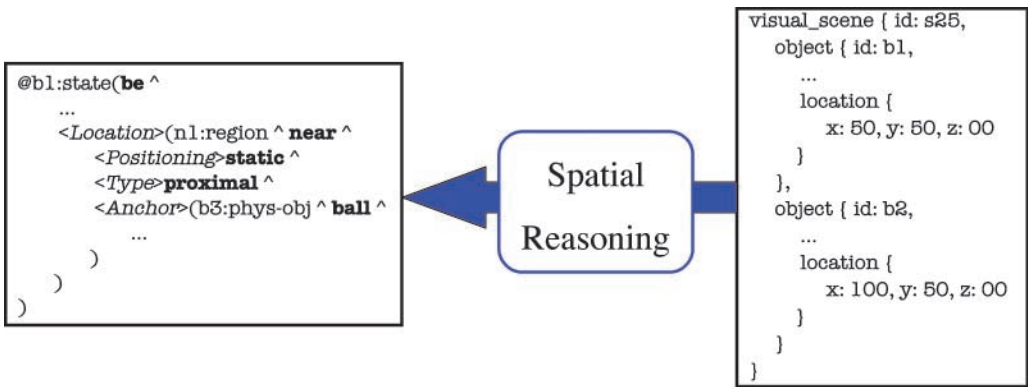 @b1:state(be ^
...
<Location>(n1:region ^ near ^
<Positioning>static ^
<Type>proximal ^
<Anchor>(b3:phys-obj ^ ball ^
...
)
)
)
Spatial
Reasoning
visual_scene { id: s25,
object { id: b1,
...
location {
x: 50, y: 50, z: 00
}
},
object { id: b2,
...
location {
x: 100, y: 50, z: 00
}
}
}